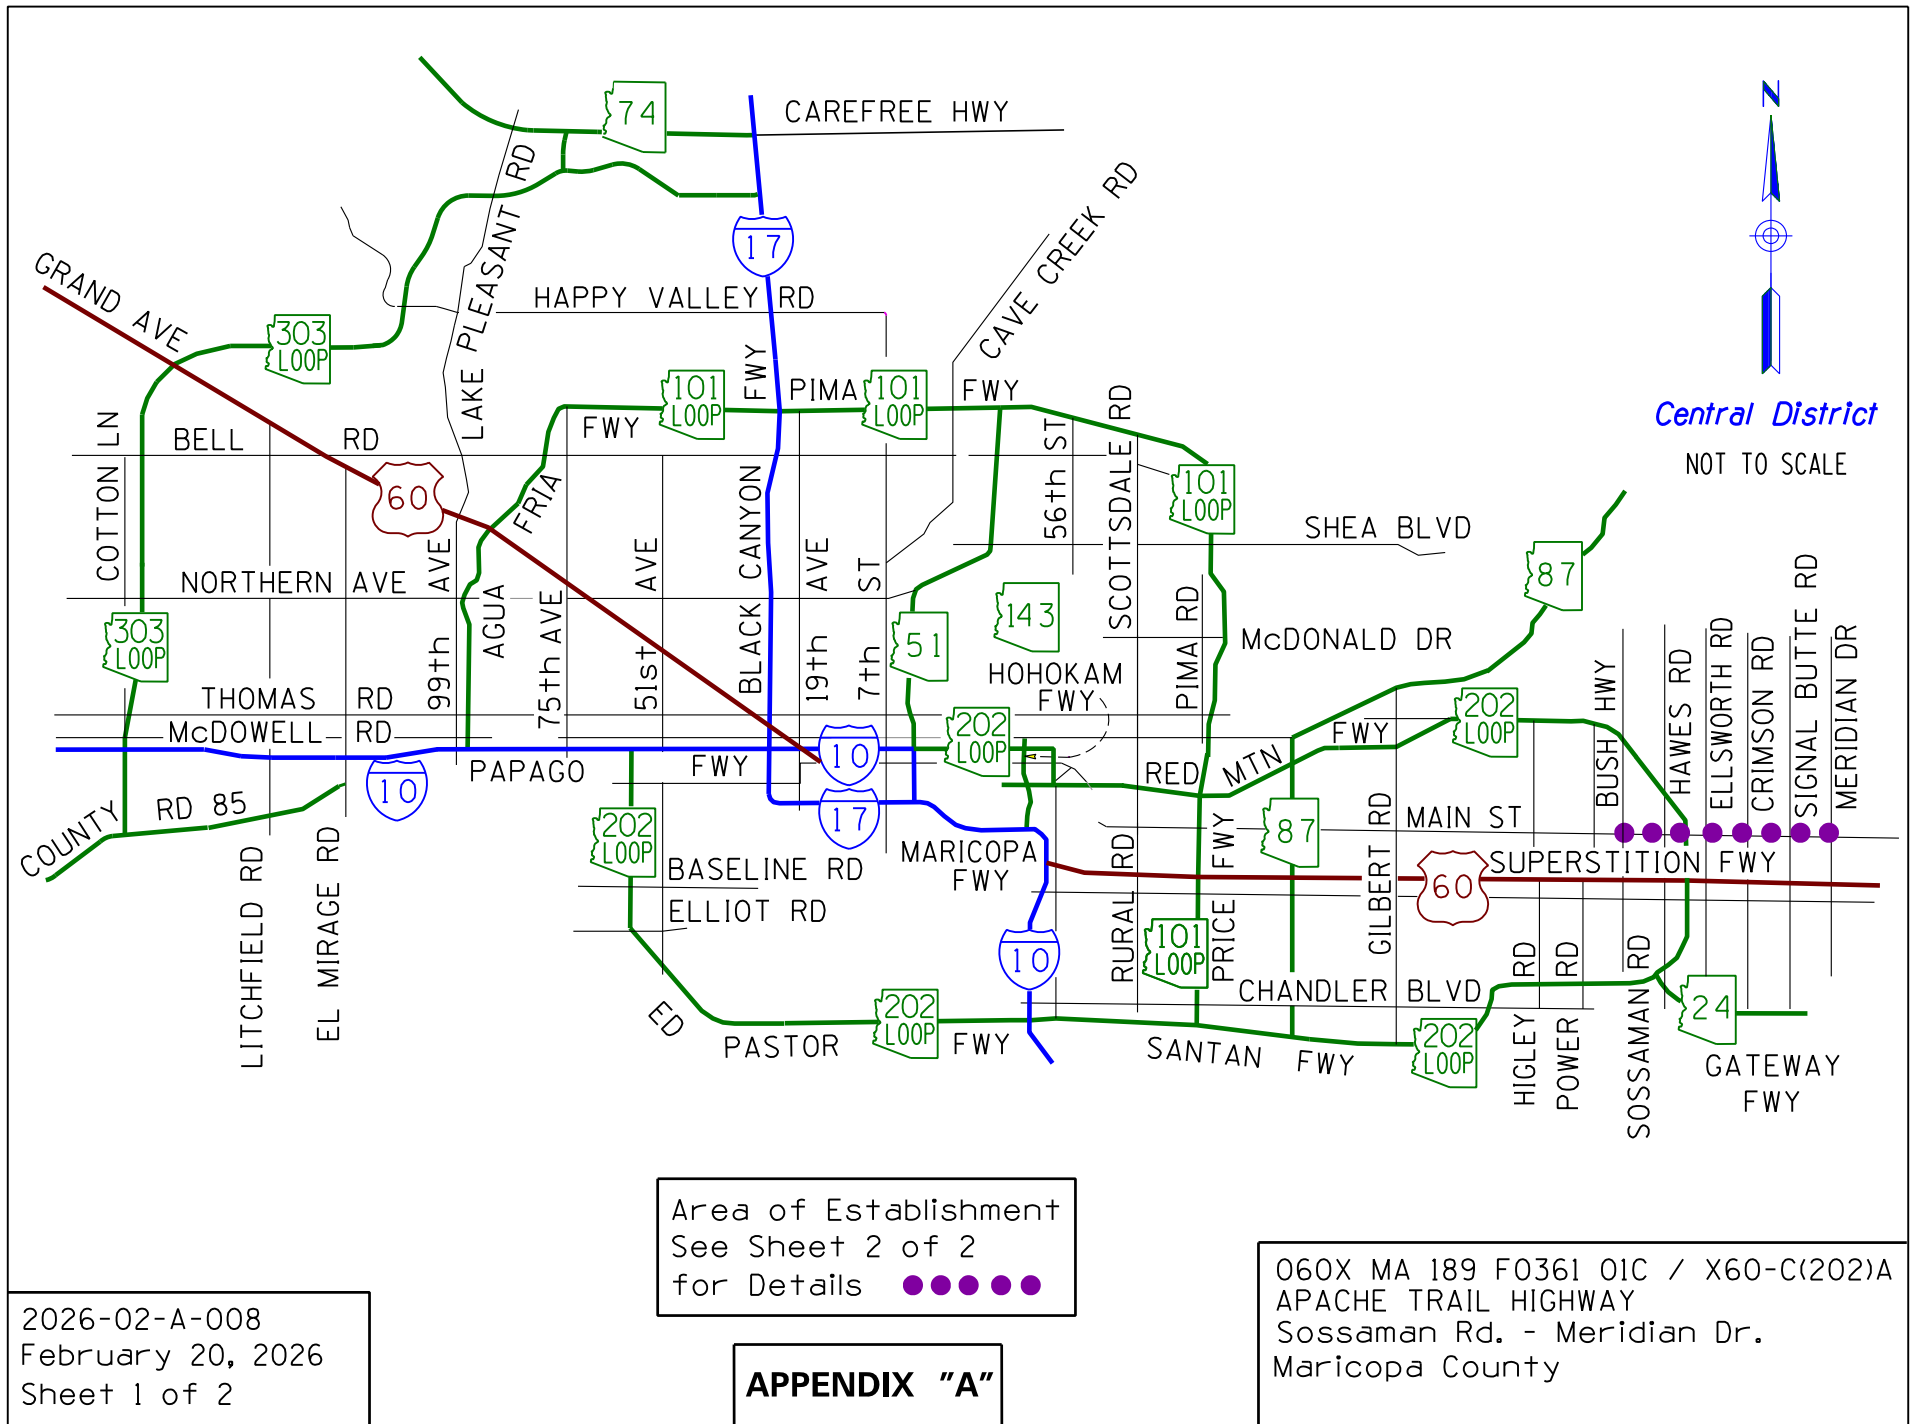 N
74
CAREFREE HWY
LAKE PLEASANT RD
17
CAVE CREEK RD
GRAND AVE
HAPPY VALLEY RD
303
LOOP
101
LOOP
FWY
PIMA
101
LOOP
FWY
FWY
Central District
NOT TO SCALE
COTTON LN
BELL RD
60
AGUA FRIA
BLACK CANYON
56th ST
SCOTTSDALE RD
101
LOOP
SHEA BLVD
87
NORTHERN AVE
99th AVE
75th AVE
51st AVE
19th AVE
7th ST
143
51
HOHOKAM
FWY
PIMA RD
McDONALD DR
303
LOOP
THOMAS RD
McDOWELL RD
202
LOOP
202
LOOP
BUSH HWY
HAWES RD
ELLSWORTH RD
CRIMSON RD
SIGNAL BUTTE RD
MERIDIAN DR
PAPAGO FWY
10
10
17
RED MTN FWY
COUNTY RD 85
202
LOOP
87
MAIN ST
MARICOPA
FWY
BASELINE RD
ELLIOT RD
SUPERSTITION FWY
60
LITCHFIELD RD
EL MIRAGE RD
RURAL RD
PRICE FWY
GILBERT RD
10
101
LOOP
CHANDLER BLVD
HIGLEY RD
POWER RD
SOSSAMAN RD
24
GATEWAY
FWY
ED PASTOR FWY
202
LOOP
SANTAN FWY
202
LOOP
Area of Establishment
See Sheet 2 of 2
for Details
2026-02-A-008
February 20, 2026
Sheet 1 of 2
APPENDIX "A"
060X MA 189 F0361 01C / X60-C(202)A
APACHE TRAIL HIGHWAY
Sossaman Rd. - Meridian Dr.
Maricopa County